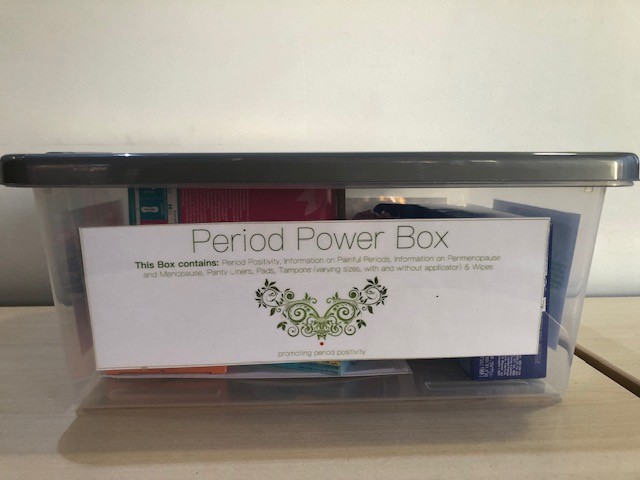 Period Power Box
This Box contains: Period Positivity, Information on Painful Periods, Information on Perimenopause
and Menopause, Panty Liners, Pads, Tampons (varying sizes, with and without applicator) & Wipes
promoting period positivity